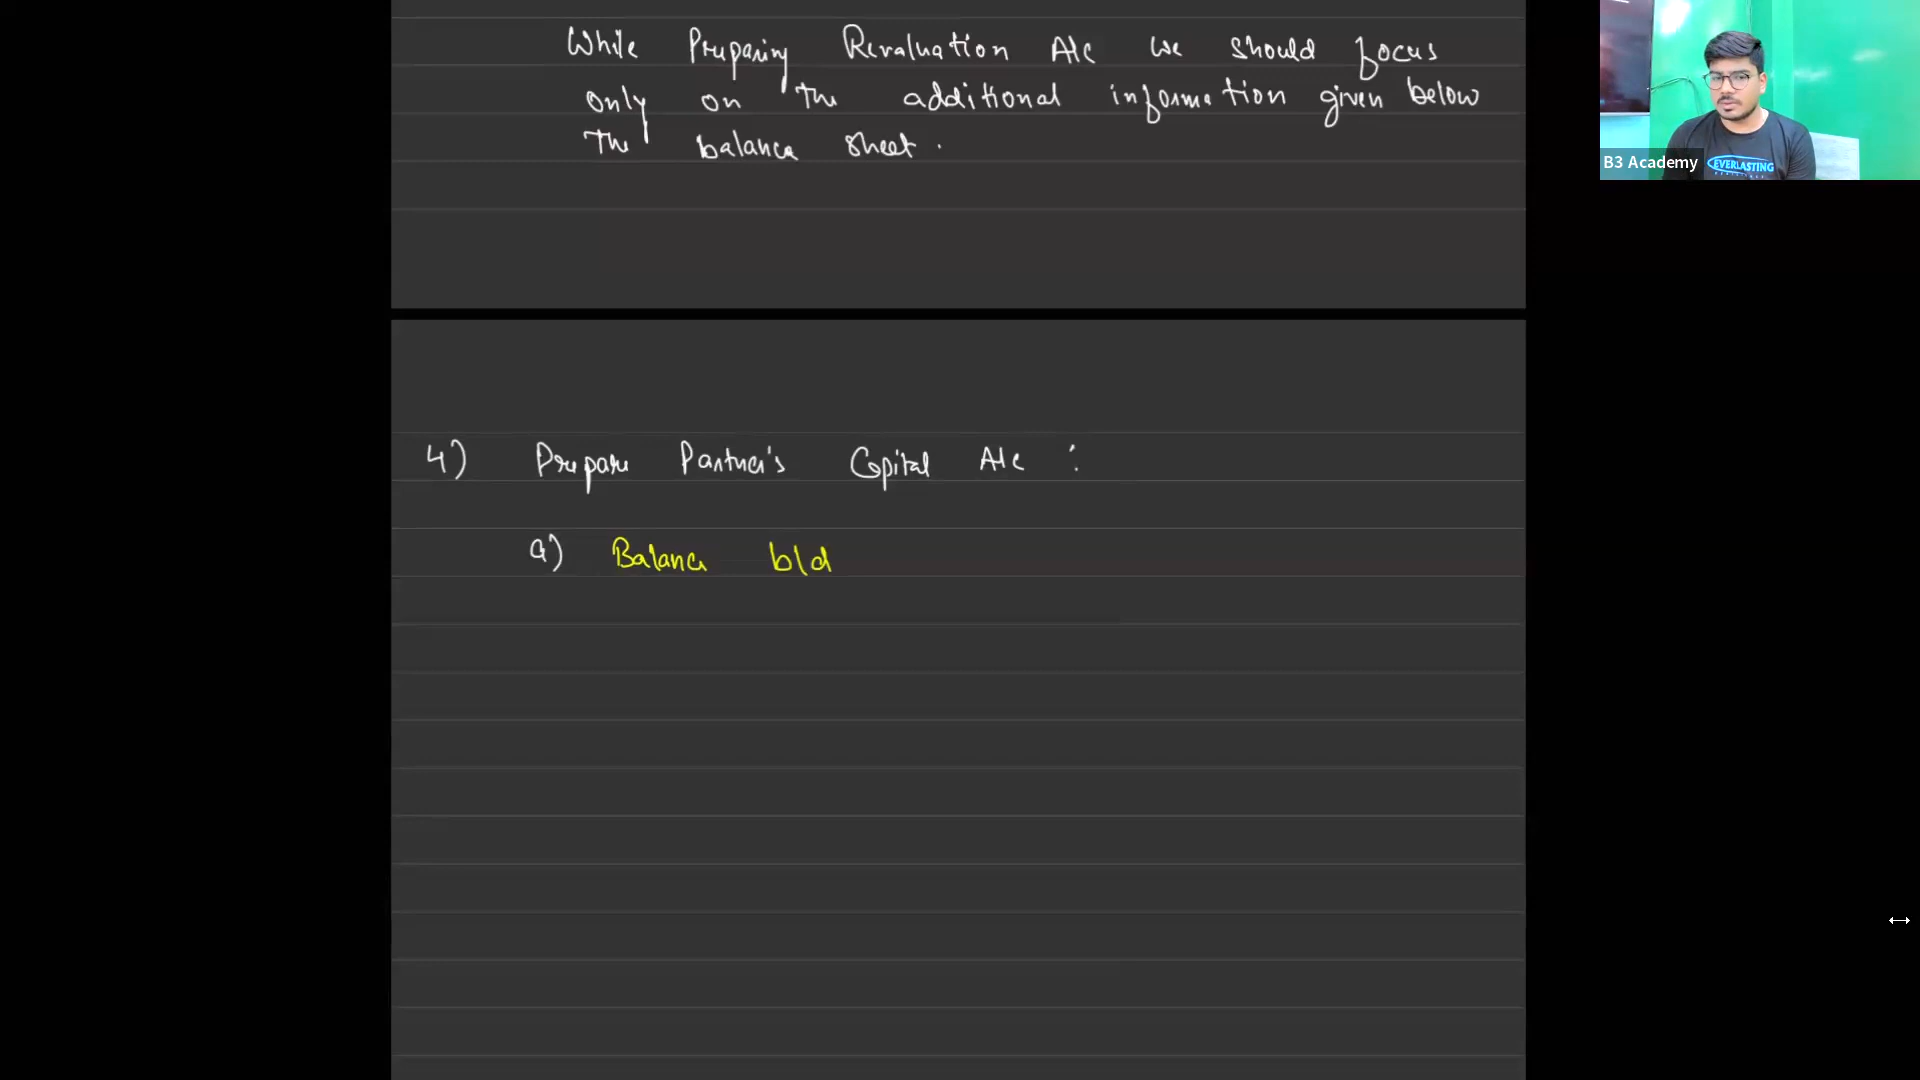 While Preparing Revaluation A/c we should focus
only on the additional information given below
The balance sheet.
4) Prepare Partner's Capital A/c :
a) Balance b/d
B3 Academy
EVERLASTING